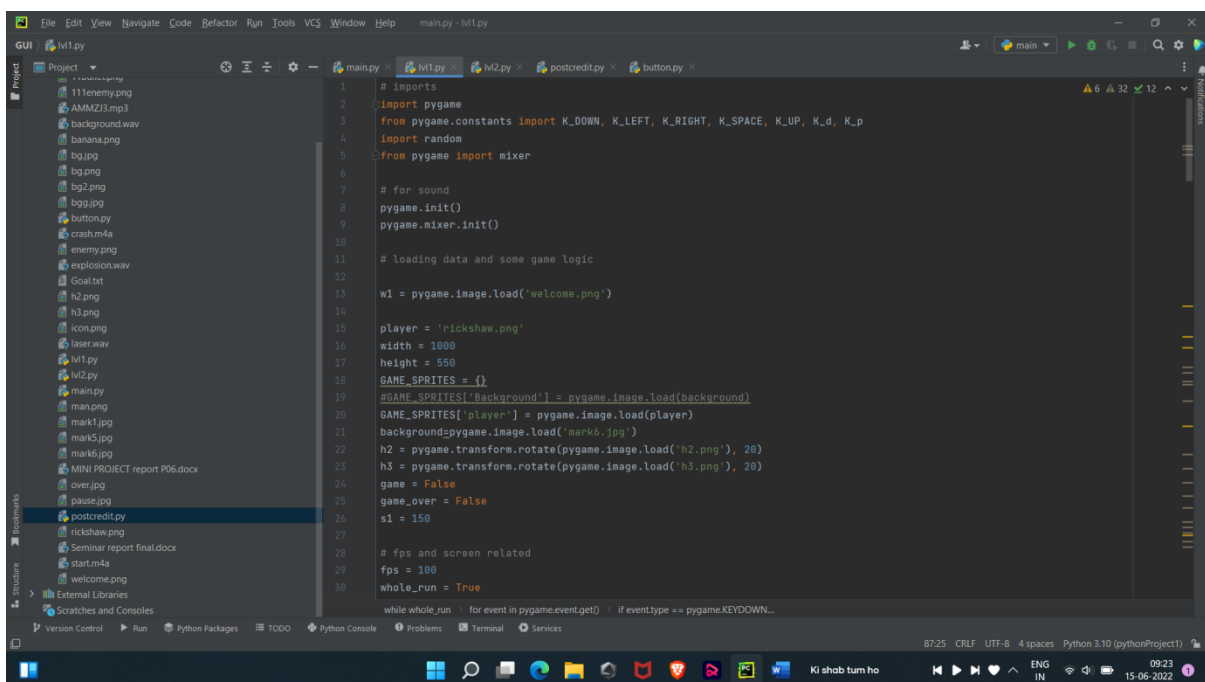 File Edit View Navigate Code Refactor Run Tools VCS Window Help main.py - lvl1.py
GUI lvl1.py main
Project
main.py lvl1.py lvl2.py postcredit.py button.py
111enemy.png
AMMZJ3.mp3
background.wav
banana.png
bg.jpg
bg.png
bg2.png
bgg.jpg
button.py
crash.m4a
enemy.png
explosion.wav
Goal.txt
h2.png
h3.png
icon.png
laser.wav
lvl1.py
lvl2.py
main.py
man.png
mark1.jpg
mark5.jpg
mark6.jpg
MINI PROJECT report P06.docx
over.jpg
pause.jpg
postcredit.py
rickshaw.png
Seminar report final.docx
start.m4a
welcome.png
External Libraries
Scratches and Consoles
1 # imports
2 import pygame
3 from pygame.constants import K_DOWN, K_LEFT, K_RIGHT, K_SPACE, K_UP, K_d, K_p
4 import random
5 from pygame import mixer
6
7 # for sound
8 pygame.init()
9 pygame.mixer.init()
10
11 # loading data and some game logic
12
13 w1 = pygame.image.load('welcome.png')
14
15 player = 'rickshaw.png'
16 width = 1000
17 height = 550
18 GAME_SPRITES = {}
19 #GAME_SPRITES['Background'] = pygame.image.load(background)
20 GAME_SPRITES['player'] = pygame.image.load(player)
21 background=pygame.image.load('mark6.jpg')
22 h2 = pygame.transform.rotate(pygame.image.load('h2.png'), 20)
23 h3 = pygame.transform.rotate(pygame.image.load('h3.png'), 20)
24 game = False
25 game_over = False
26 s1 = 150
27
28 # fps and screen related
29 fps = 100
30 whole_run = True
6 32 12
while whole_run for event in pygame.event.get() if event.type == pygame.KEYDOWN...
Project
Bookmarks
Structure
Notifications
Version Control Run Python Packages TODO Python Console Problems Terminal Services
87:25 CRLF UTF-8 4 spaces Python 3.10 (pythonProject1)
PC W Ki shab tum ho ENG 09:23
IN 15-06-2022 1